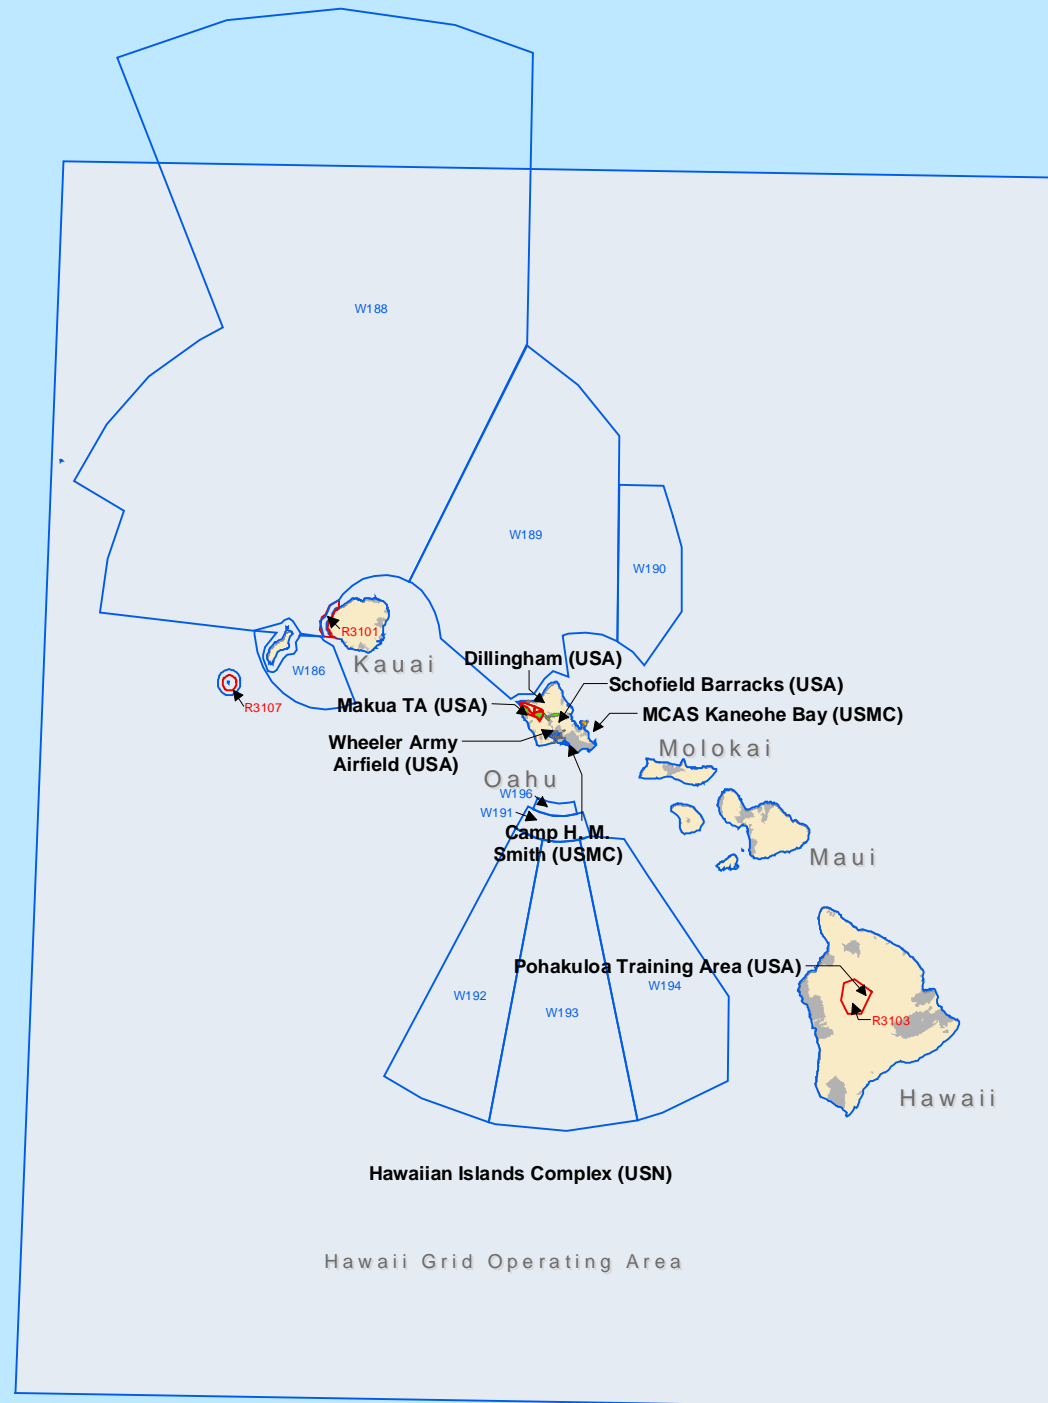 W188
W189
W190
R3101
Kauai
W186
R3107
Dillingham (USA)
Schofield Barracks (USA)
Makua TA (USA)
MCAS Kaneohe Bay (USMC)
Wheeler Army
Airfield (USA)
Molokai
Oahu
W196
W191
Camp H. M.
Smith (USMC)
Maui
Pohakuloa Training Area (USA)
W192
W193
W194
R3103
Hawaii
Hawaiian Islands Complex (USN)
Hawaii Grid Operating Area